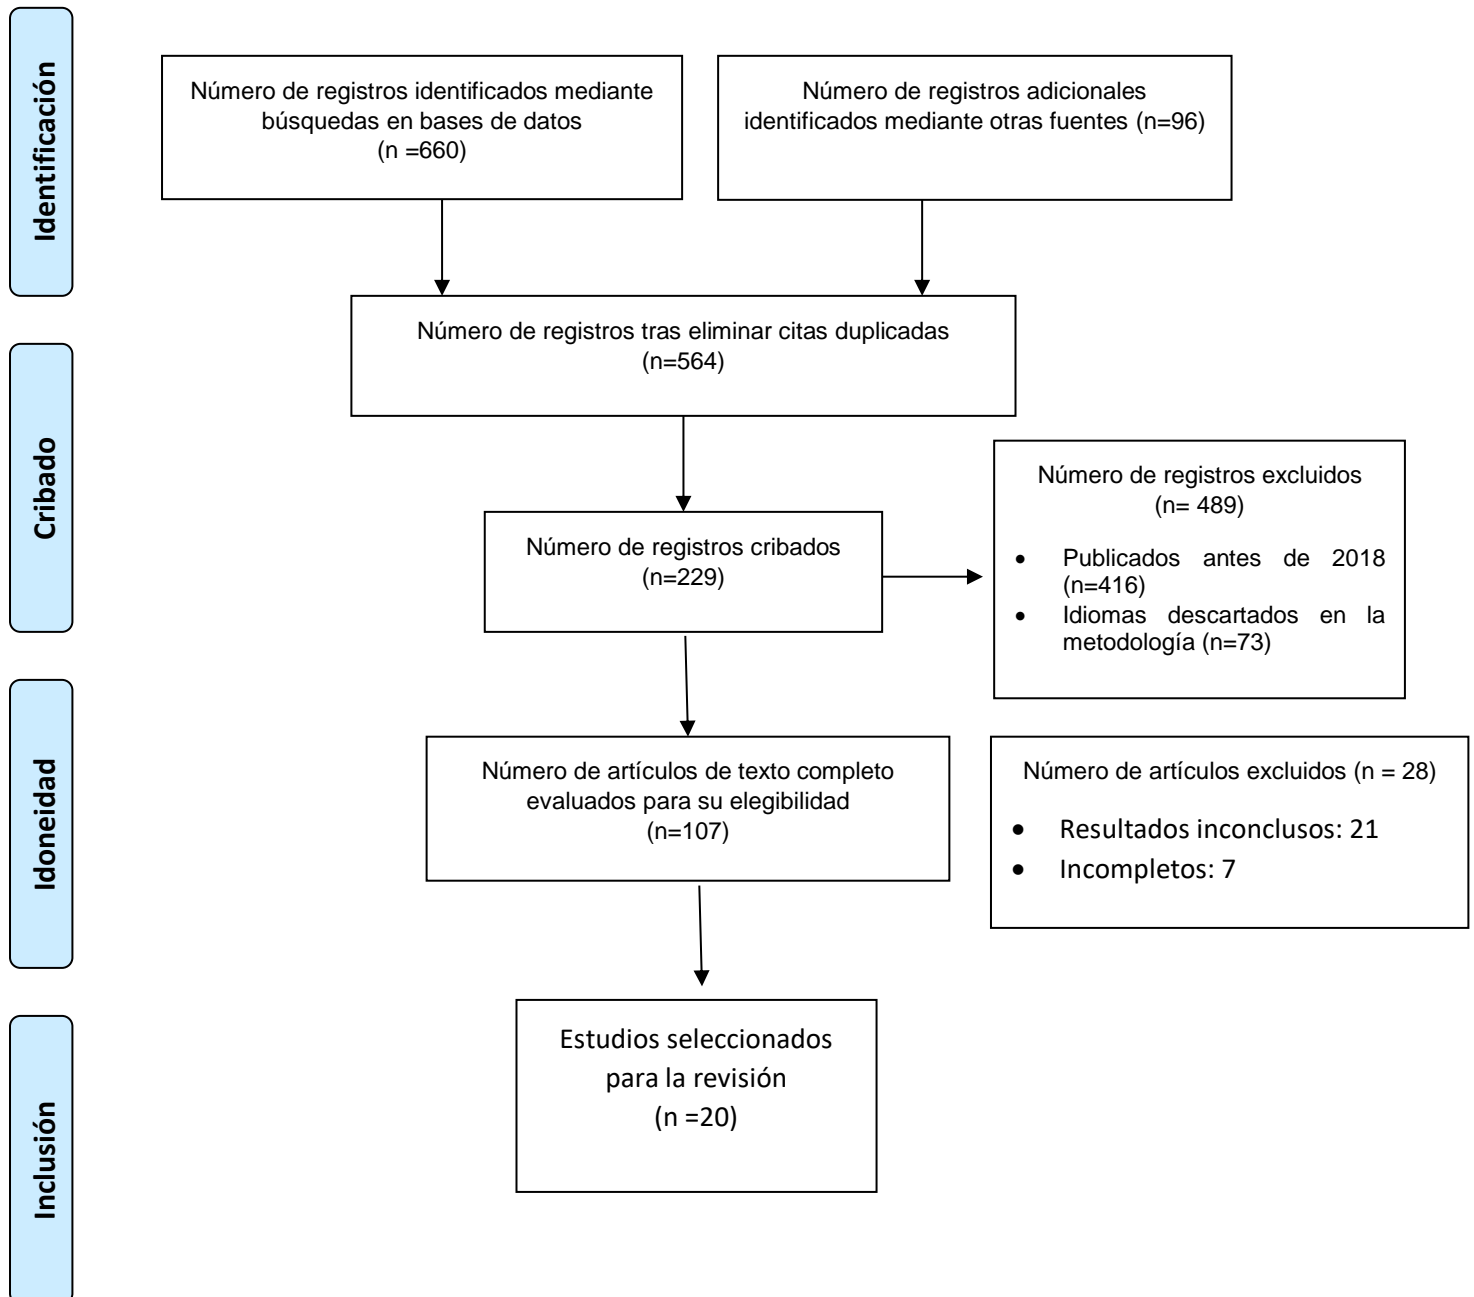 Identificación
Número de registros identificados mediante
búsquedas en bases de datos
(n =660)
Número de registros adicionales
identificados mediante otras fuentes (n=96)
Número de registros tras eliminar citas duplicadas
(n=564)
Cribado
Número de registros cribados
(n=229)
Número de registros excluidos
(n= 489)
• Publicados antes de 2018
(n=416)
• Idiomas descartados en la
metodología (n=73)
Idoneidad
Número de artículos de texto completo
evaluados para su elegibilidad
(n=107)
Número de artículos excluidos (n = 28)
• Resultados inconclusos: 21
• Incompletos: 7
Inclusión
Estudios seleccionados
para la revisión
(n =20)